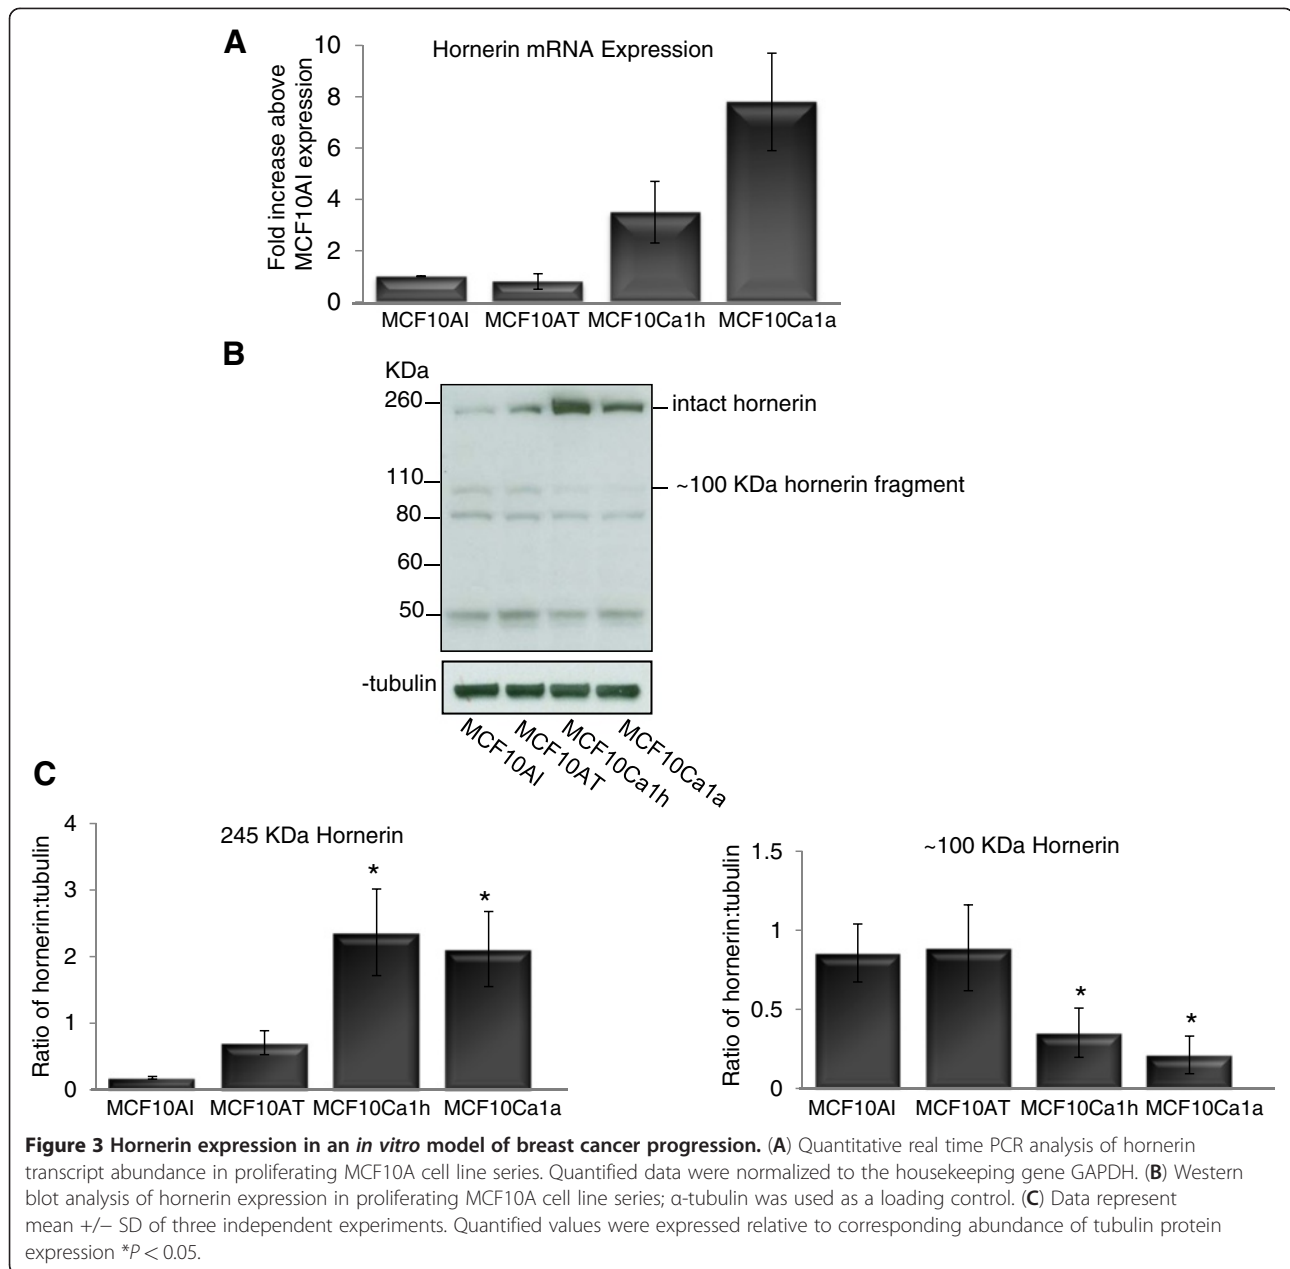 A
Hornerin mRNA Expression
Fold increase above
MCF10AI expression
10
8
6
4
2
0
MCF10AI MCF10AT MCF10Ca1h MCF10Ca1a
B
KDa
260
110
80
60
50
intact hornerin
~100 KDa hornerin fragment
-tubulin
MCF10AI
MCF10AT
MCF10Ca1h
MCF10Ca1a
C
245 KDa Hornerin
Ratio of hornerin:tubulin
4
3
2
1
0
* *
MCF10AI MCF10AT MCF10Ca1h MCF10Ca1a
~100 KDa Hornerin
Ratio of hornerin:tubulin
1.5
1
0.5
0
* *
MCF10AI MCF10AT MCF10Ca1h MCF10Ca1a
Figure 3 Hornerin expression in an in vitro model of breast cancer progression. (A) Quantitative real time PCR analysis of hornerin
transcript abundance in proliferating MCF10A cell line series. Quantified data were normalized to the housekeeping gene GAPDH. (B) Western
blot analysis of hornerin expression in proliferating MCF10A cell line series; α-tubulin was used as a loading control. (C) Data represent
mean +/− SD of three independent experiments. Quantified values were expressed relative to corresponding abundance of tubulin protein
expression *P < 0.05.